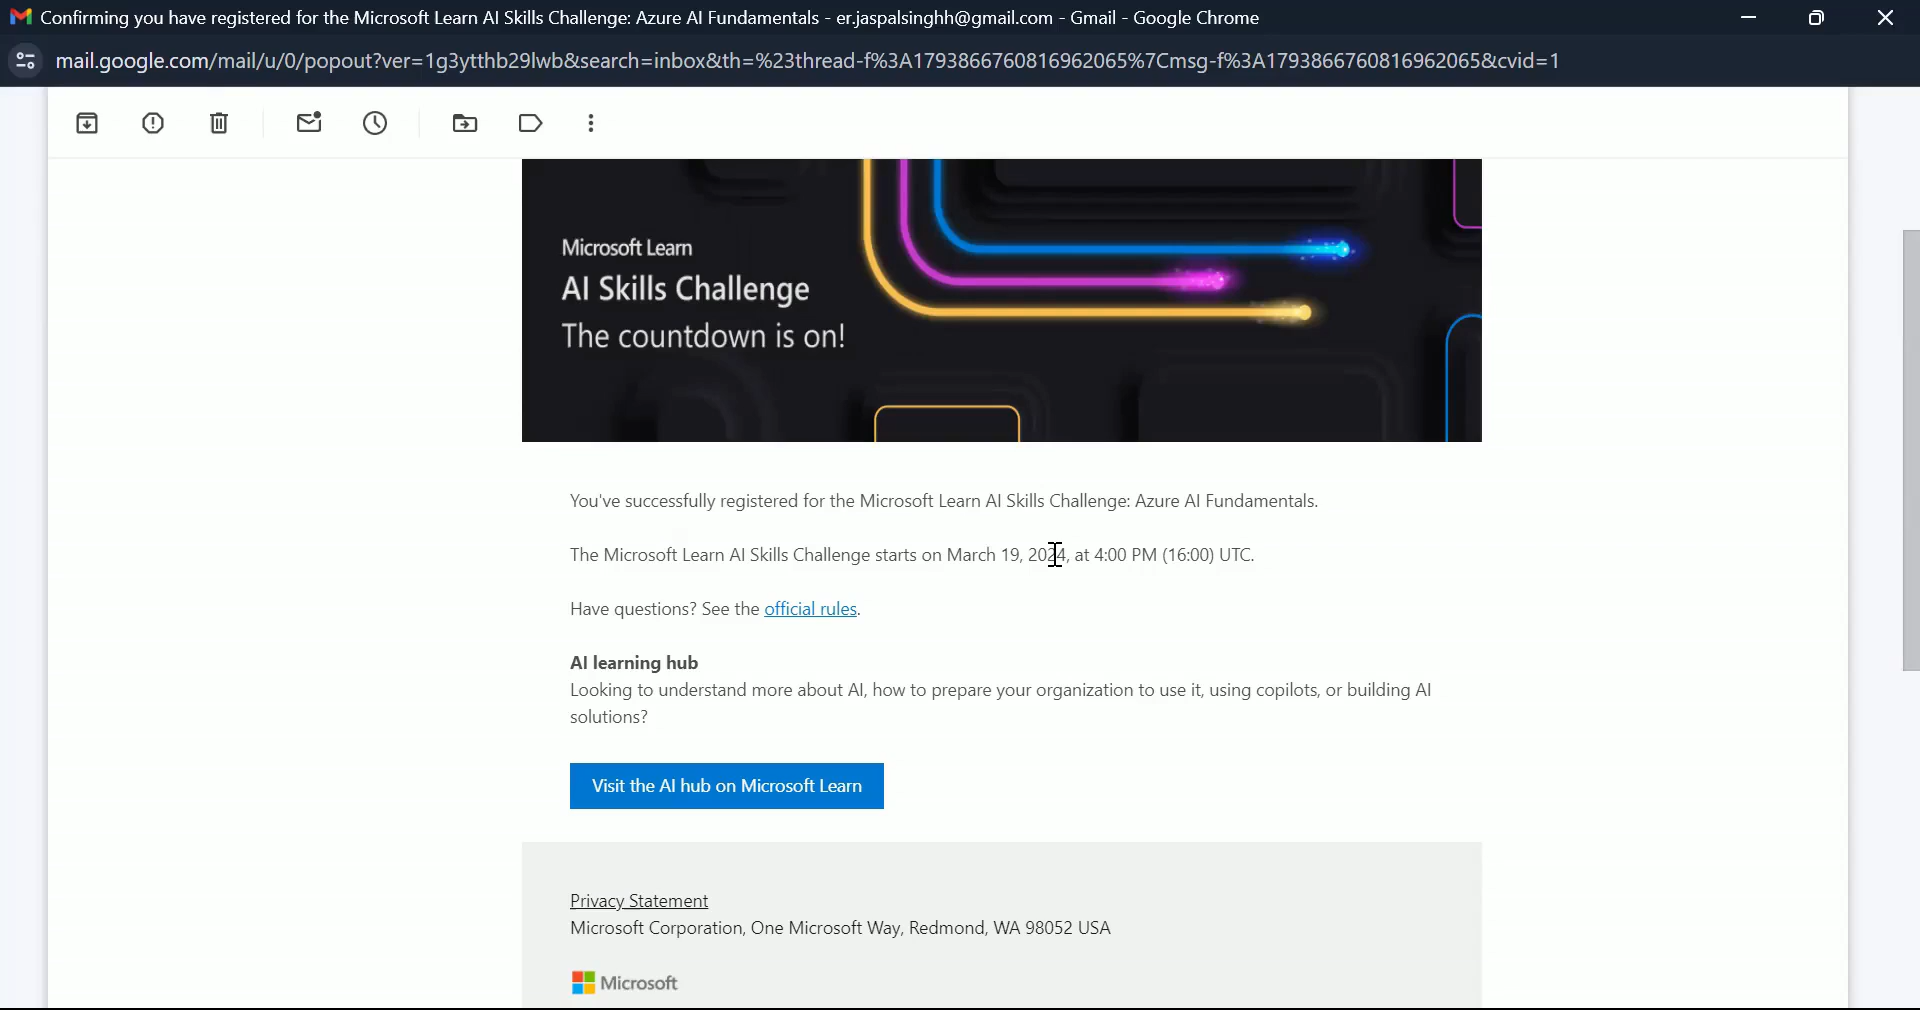 Confirming you have registered for the Microsoft Learn AI Skills Challenge: Azure AI Fundamentals - er.jaspalsinghh@gmail.com - Gmail - Google Chrome
mail.google.com/mail/u/0/popout?ver=1g3ytthb29lwb&search=inbox&th=%23thread-f%3A1793866760816962065%7Cmsg-f%3A1793866760816962065&cvid=1
Microsoft Learn
AI Skills Challenge
The countdown is on!
You've successfully registered for the Microsoft Learn AI Skills Challenge: Azure AI Fundamentals.
The Microsoft Learn AI Skills Challenge starts on March 19, 2024, at 4:00 PM (16:00) UTC.
Have questions? See the official rules.
AI learning hub
Looking to understand more about AI, how to prepare your organization to use it, using copilots, or building AI
solutions?
Visit the AI hub on Microsoft Learn
Privacy Statement
Microsoft Corporation, One Microsoft Way, Redmond, WA 98052 USA
Microsoft